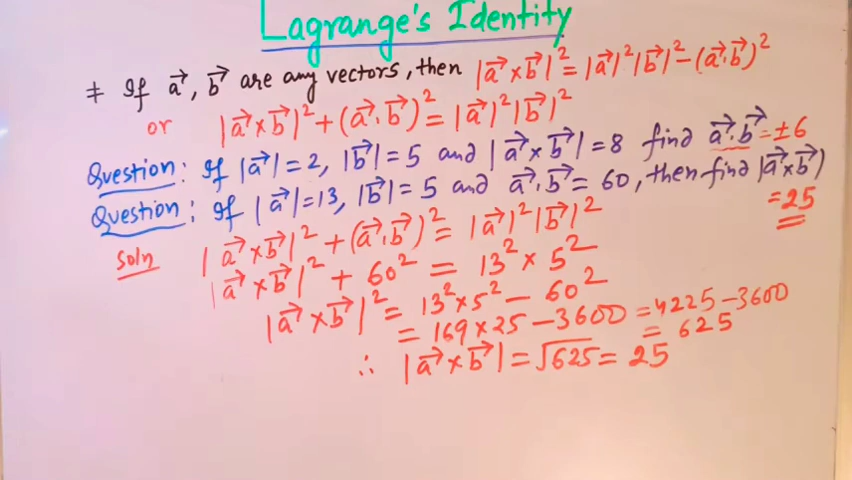 Lagrange's Identity
# If a⃗, b⃗ are any vectors, then |a⃗ × b⃗|² = |a⃗|² |b⃗|² − (a⃗.b⃗)²
or |a⃗ × b⃗|² + (a⃗.b⃗)² = |a⃗|² |b⃗|²
Question: If |a⃗| = 2, |b⃗| = 5 and |a⃗ × b⃗| = 8 find a⃗.b⃗ = ±6
Question: If |a⃗| = 13, |b⃗| = 5 and a⃗.b⃗ = 60, then find |a⃗×b⃗|
= 25
Soln |a⃗ × b⃗|² + (a⃗.b⃗)² = |a⃗|² |b⃗|²
|a⃗ × b⃗|² + 60² = 13² × 5²
|a⃗ × b⃗|² = 13² × 5² − 60²
= 169 × 25 − 3600 = 4225 − 3600
= 625
∴ |a⃗ × b⃗| = √625 = 25